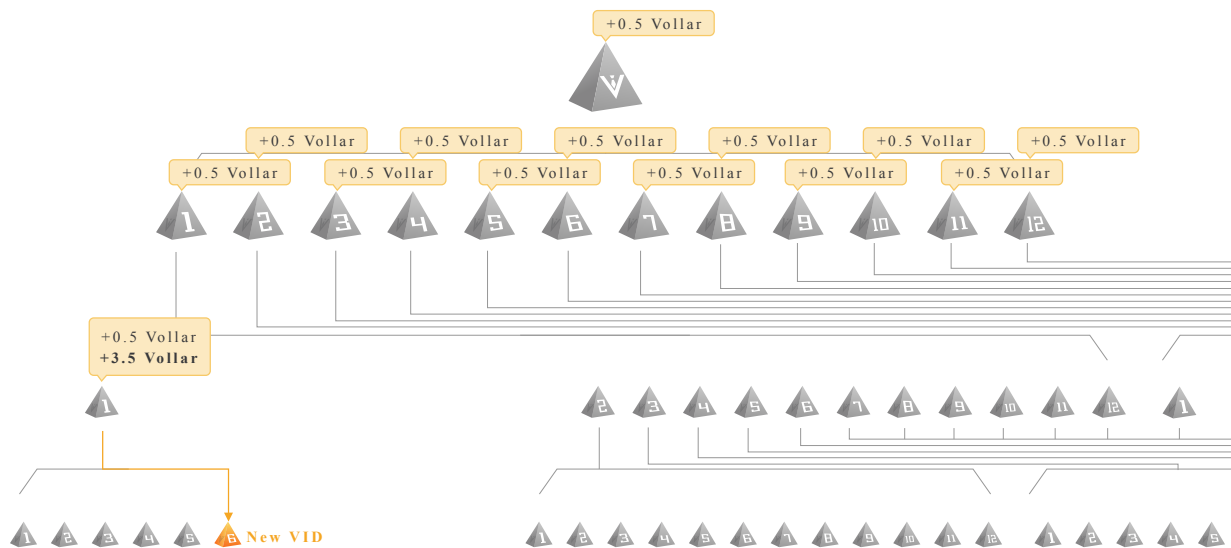 +0.5 Vollar
V
+0.5 Vollar +0.5 Vollar +0.5 Vollar +0.5 Vollar +0.5 Vollar +0.5 Vollar
+0.5 Vollar +0.5 Vollar +0.5 Vollar +0.5 Vollar +0.5 Vollar +0.5 Vollar
1 2 3 4 5 6 7 8 9 10 11 12
+0.5 Vollar
+3.5 Vollar
1 2 3 4 5 6 7 8 9 10 11 12 1
1 2 3 4 5 6 New VID 1 2 3 4 5 6 7 8 9 10 11 12 1 2 3 4 5